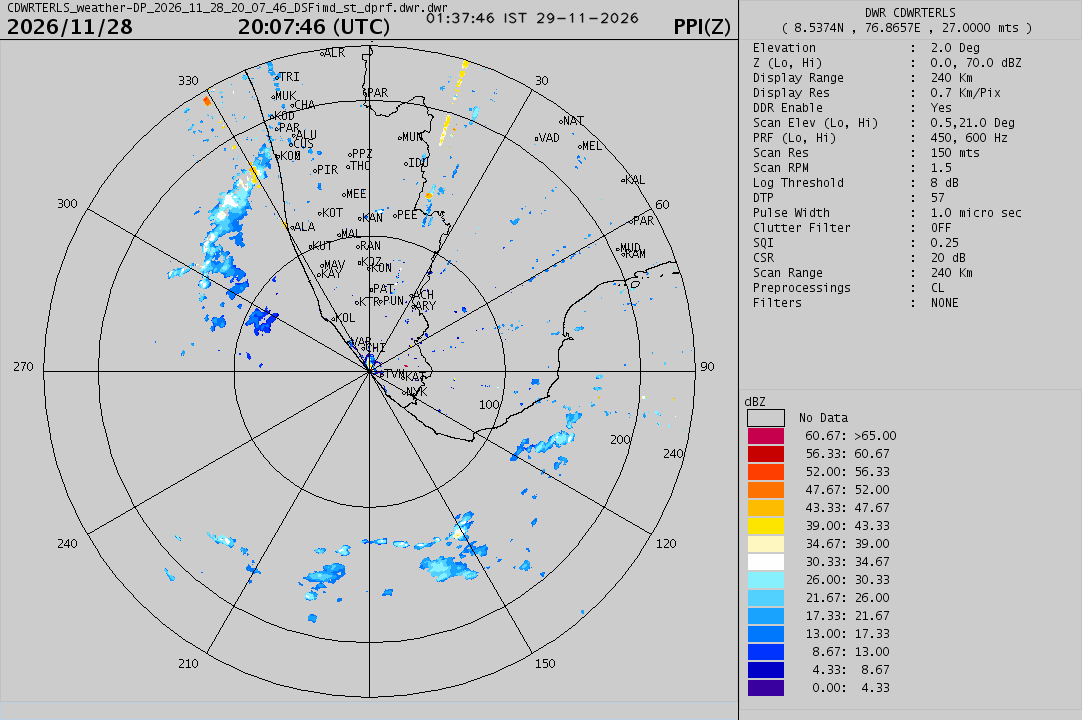 CDWRTERLS_weather-DP_2026_11_28_20_07_46_DSFimd_st_dprf.dwr.dwr
2026/11/28 20:07:46 (UTC) 01:37:46 IST 29-11-2026 PPI(Z)
DWR CDWRTERLS
( 8.5374N , 76.8657E , 27.0000 mts )
Elevation : 2.0 Deg
Z (Lo, Hi) : 0.0, 70.0 dBZ
Display Range : 240 Km
Display Res : 0.7 Km/Pix
DDR Enable : Yes
Scan Elev (Lo, Hi) : 0.5,21.0 Deg
PRF (Lo, Hi) : 450, 600 Hz
Scan Res : 150 mts
Scan RPM : 1.5
Log Threshold : 8 dB
DTP : 57
Pulse Width : 1.0 micro sec
Clutter Filter : OFF
SQI : 0.25
CSR : 20 dB
Scan Range : 240 Km
Preprocessings : CL
Filters : NONE
dBZ
No Data
60.67: >65.00
56.33: 60.67
52.00: 56.33
47.67: 52.00
43.33: 47.67
39.00: 43.33
34.67: 39.00
30.33: 34.67
26.00: 30.33
21.67: 26.00
17.33: 21.67
13.00: 17.33
8.67: 13.00
4.33: 8.67
0.00: 4.33
ALR
330 TRI 30
MUK PAR
CHA
KOD NAT
PAR
ALU MUN VAD
CUS MEL
KOM PPZ
THO IDU
PIR
KAL
MEE
300 60
KOT KAN PEE PAR
ALA
MAL
KUT RAN MUD
RAM
MAV KOZ KON
KAY
PAT
KTR PUN ACH
ARY
KOL
VAR
CHI
270 90
TVM KAT
NYK
100
200
240
240 120
210 150